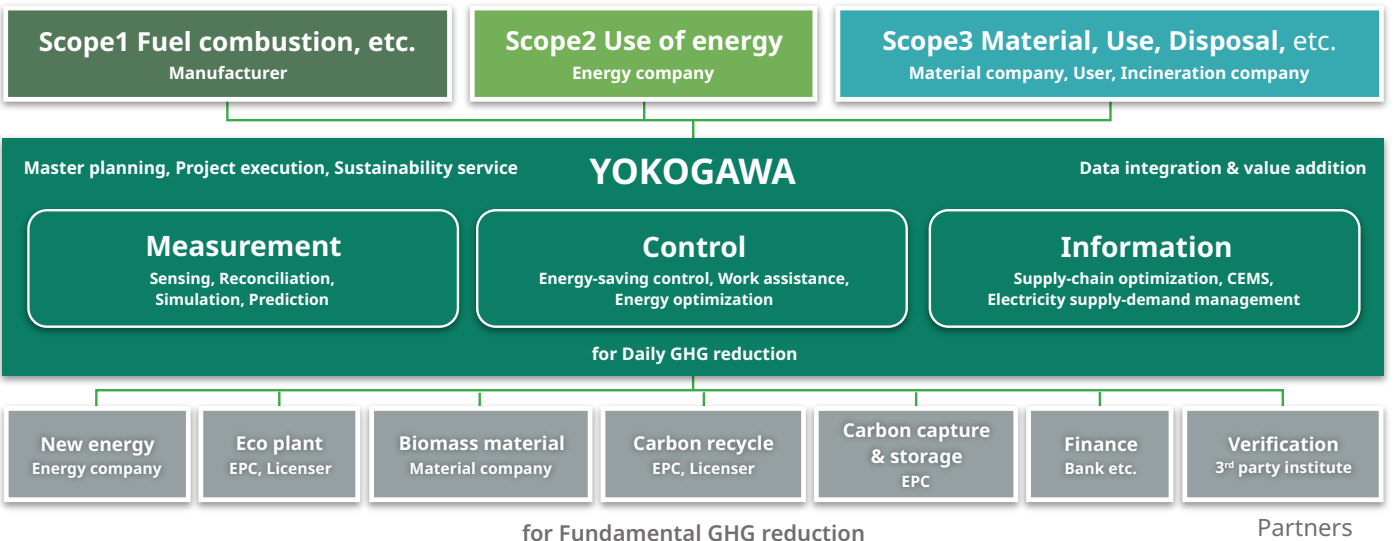 Scope1 Fuel combustion, etc.
Manufacturer
Scope2 Use of energy
Energy company
Scope3 Material, Use, Disposal, etc.
Material company, User, Incineration company
Master planning, Project execution, Sustainability service
YOKOGAWA
Data integration & value addition
Measurement
Sensing, Reconciliation,
Simulation, Prediction
Control
Energy-saving control, Work assistance,
Energy optimization
Information
Supply-chain optimization, CEMS,
Electricity supply-demand management
for Daily GHG reduction
New energy
Energy company
Eco plant
EPC, Licenser
Biomass material
Material company
Carbon recycle
EPC, Licenser
Carbon capture
& storage
EPC
Finance
Bank etc.
Verification
3rd party institute
for Fundamental GHG reduction
Partners